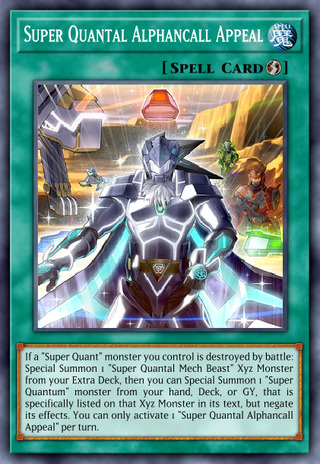 Super Quantal Alphancall Appeal 魔
[Spell Card]
If a "Super Quant" monster you control is destroyed by battle:
Special Summon 1 "Super Quantal Mech Beast" Xyz Monster
from your Extra Deck, then you can Special Summon 1 "Super
Quantum" monster from your hand, Deck, or GY, that is
specifically listed on that Xyz Monster in its text, but negate
its effects. You can only activate 1 "Super Quantal Alphancall
Appeal" per turn.